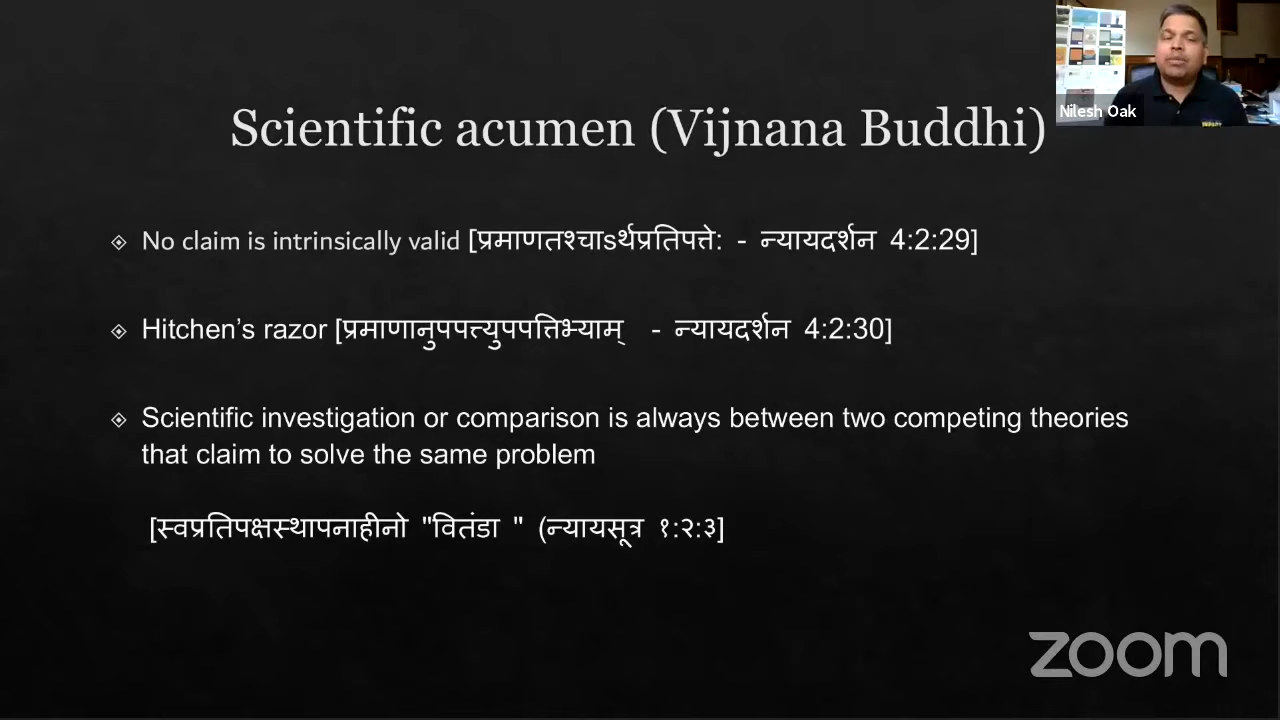 Nilesh Oak
Scientific acumen (Vijnana Buddhi)
No claim is intrinsically valid [प्रमाणतश्चाsर्थप्रतिपत्ते: - न्यायदर्शन 4:2:29]
Hitchen’s razor [प्रमाणानुपपत्त्युपपत्तिभ्याम् - न्यायदर्शन 4:2:30]
Scientific investigation or comparison is always between two competing theories
that claim to solve the same problem
[स्वप्रतिपक्षस्थापनाहीनो "वितंडा " (न्यायसूत्र १:२:३]
zoom